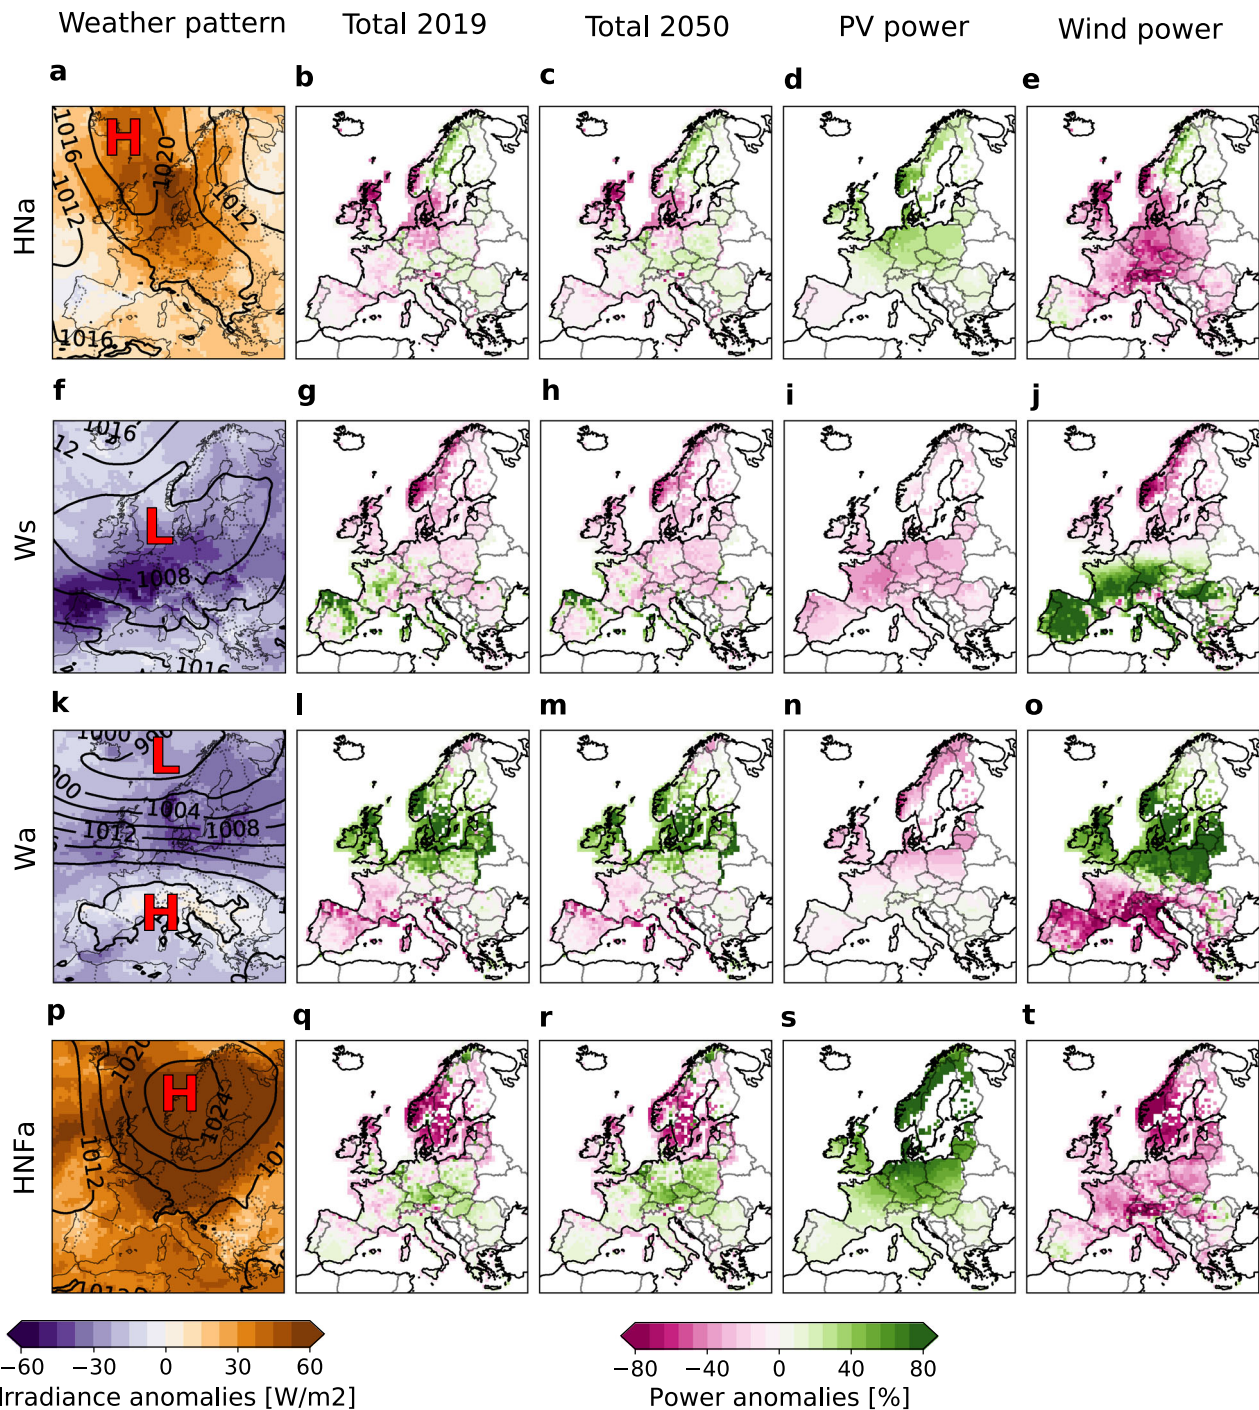 Weather pattern Total 2019 Total 2050 PV power Wind power
a b c d e
HNa
H
1016
1020
1012
1012
1016
f g h i j
Ws
1016
12
L
1008
1016
k l m n o
Wa
1000
L
000
1004
1012
1008
H
p q r s t
HNFa
1020
H
1024
1012
−60 −30 0 30 60
Irradiance anomalies [W/m2]
−80 −40 0 40 80
Power anomalies [%]